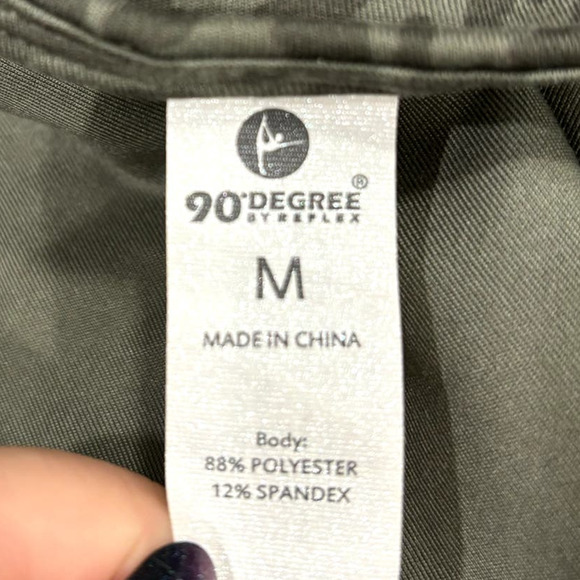 90°DEGREE®
BY REFLEX
M
MADE IN CHINA
Body:
88% POLYESTER
12% SPANDEX